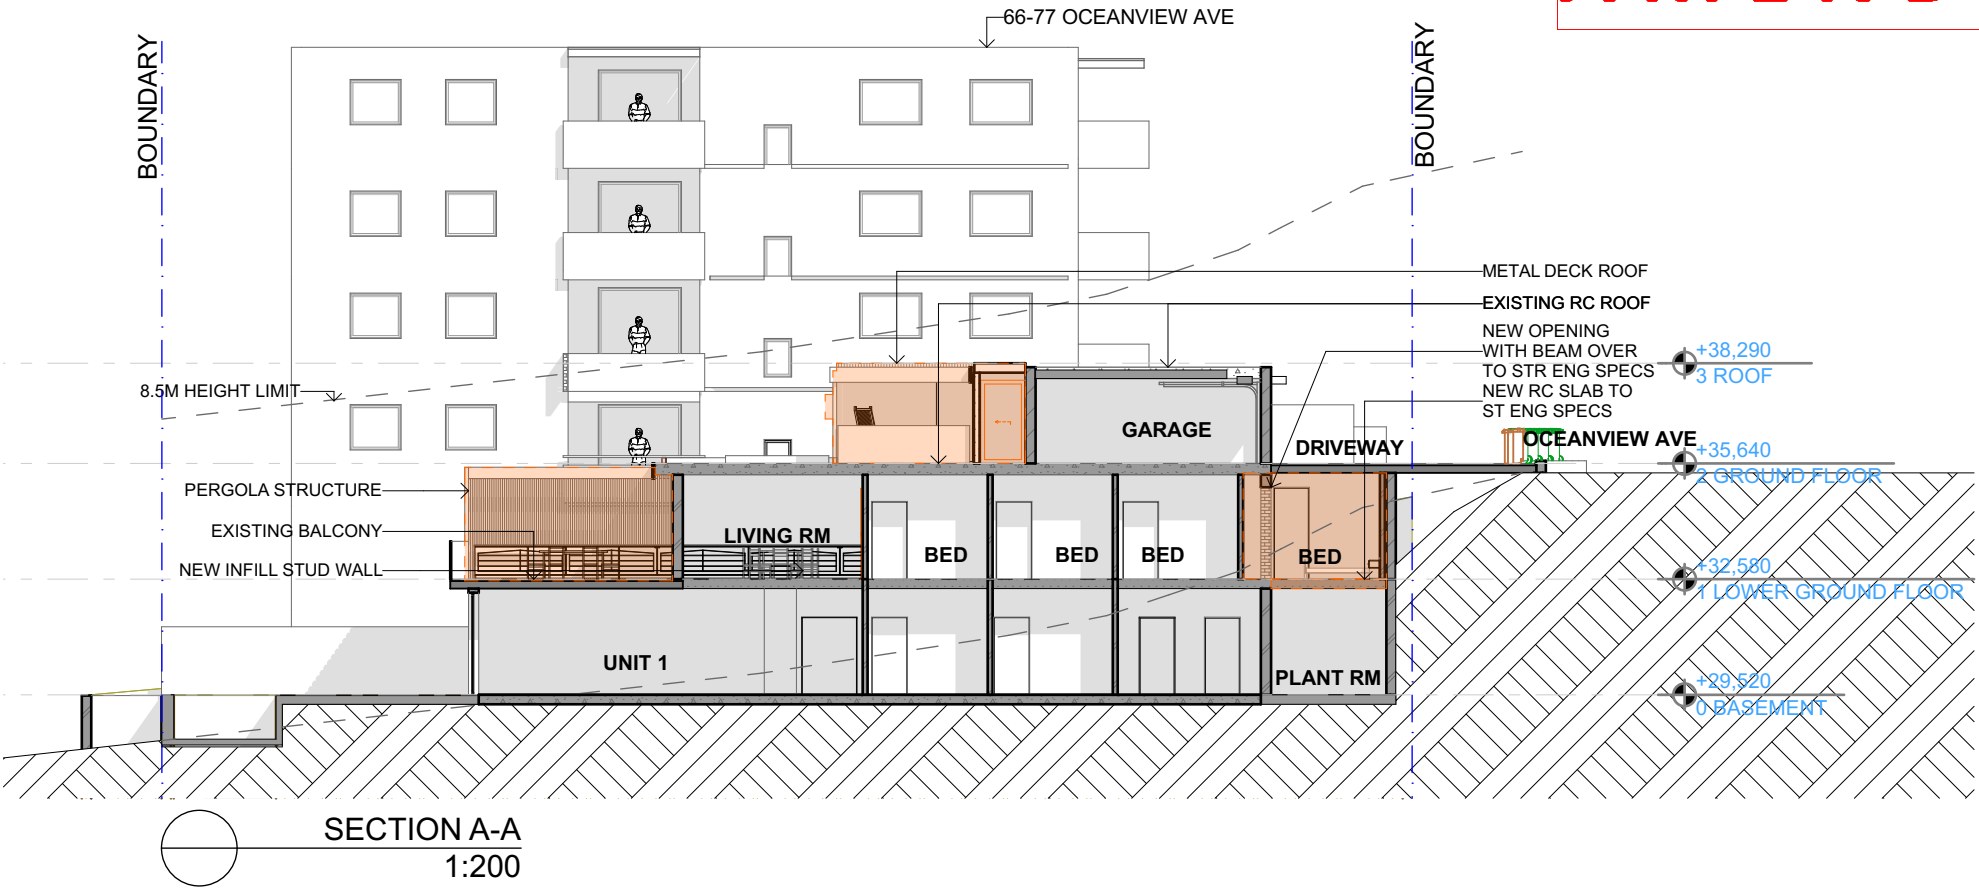 66-77 OCEANVIEW AVE
BOUNDARY
BOUNDARY
METAL DECK ROOF
EXISTING RC ROOF
NEW OPENING
WITH BEAM OVER
TO STR ENG SPECS
NEW RC SLAB TO
ST ENG SPECS
+38,290
3 ROOF
8.5M HEIGHT LIMIT
GARAGE
DRIVEWAY
OCEANVIEW AVE
+35,640
2 GROUND FLOOR
PERGOLA STRUCTURE
EXISTING BALCONY
NEW INFILL STUD WALL
LIVING RM
BED
BED
BED
BED
+32,580
1 LOWER GROUND FLOOR
UNIT 1
PLANT RM
+29,520
0 BASEMENT
SECTION A-A
1:200